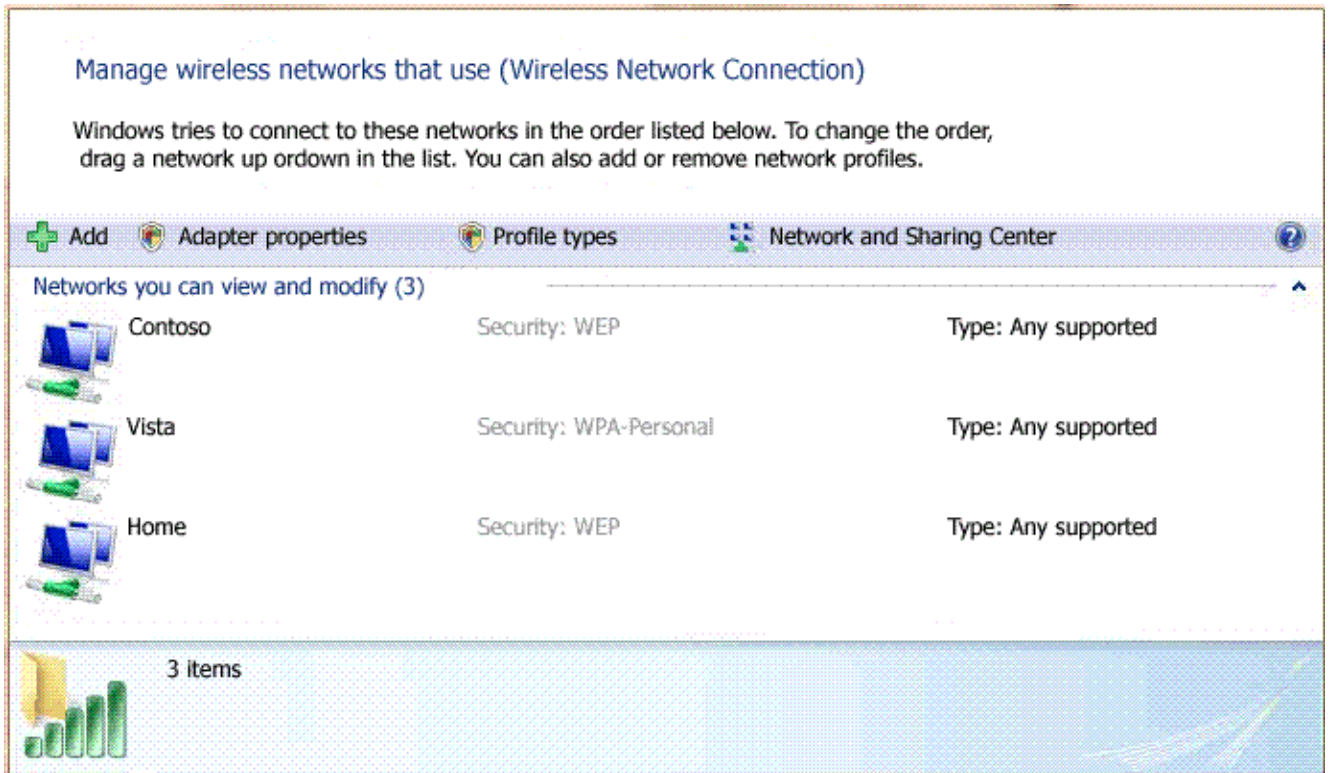 Manage wireless networks that use (Wireless Network Connection)
Windows tries to connect to these networks in the order listed below. To change the order,
drag a network up ordown in the list. You can also add or remove network profiles.
Add Adapter properties Profile types Network and Sharing Center
Networks you can view and modify (3)
Contoso Security: WEP Type: Any supported
Vista Security: WPA-Personal Type: Any supported
Home Security: WEP Type: Any supported
3 items